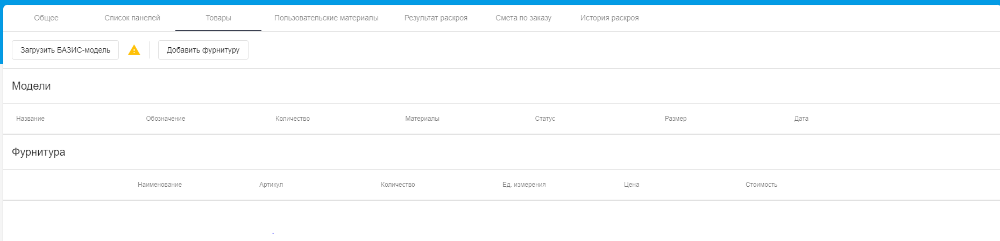 Общее Список панелей Товары Пользовательские материалы Результат раскроя Смета по заказу История раскроя
Загрузить БАЗИС-модель Добавить фурнитуру
Модели
Название Обозначение Количество Материалы Статус Размер Дата
Фурнитура
Наименование Артикул Количество Ед. измерения Цена Стоимость